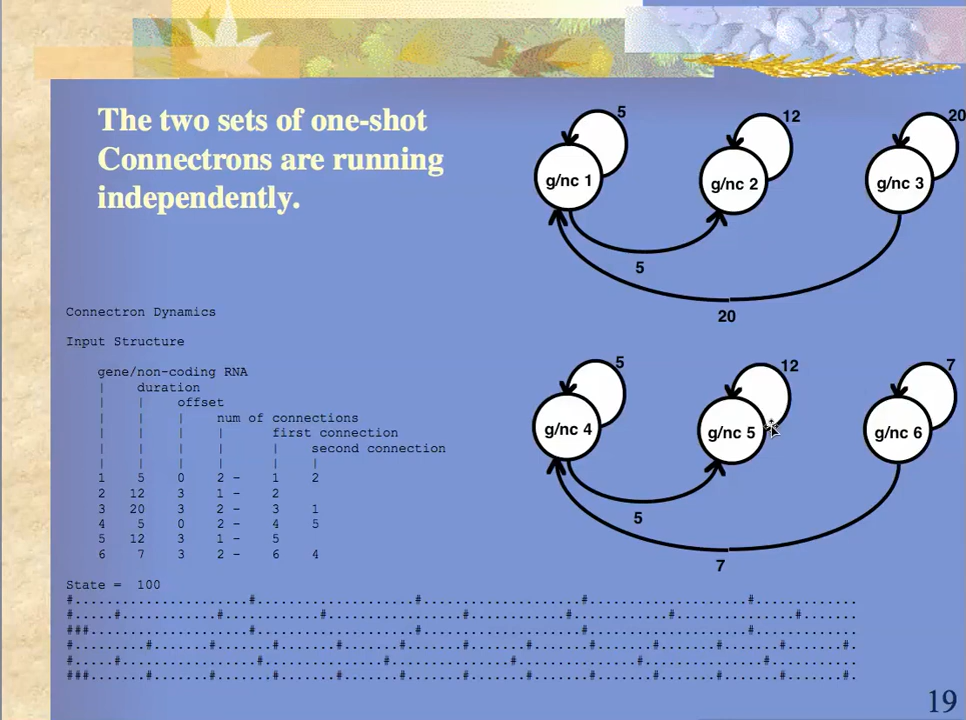 The two sets of one-shot
Connectrons are running
independently.
5
12
20
g/nc 1
g/nc 2
g/nc 3
5
20
5
12
7
g/nc 4
g/nc 5
g/nc 6
5
7
Connectron Dynamics
Input Structure
gene/non-coding RNA
| duration
| | offset
| | | num of connections
| | | | first connection
| | | | | second connection
| | | | | |
1 5 0 2 - 1 2
2 12 3 1 - 2
3 20 3 2 - 3 1
4 5 0 2 - 4 5
5 12 3 1 - 5
6 7 3 2 - 6 4
State = 100
#......................#....................#....................#....................#.............
#.....#............#............#.................#............#............#...............#.......
###....................#....................#....................#....................#.............
#.........#.......#.......#.......#.......#.......#.......#.......#.......#.......#.......#.......#.
#.....#.................#...............#...............#...............#...............#...........
###.......#.......#.......#.......#.......#.......#.......#.......#.......#.......#.......#.......#.
19